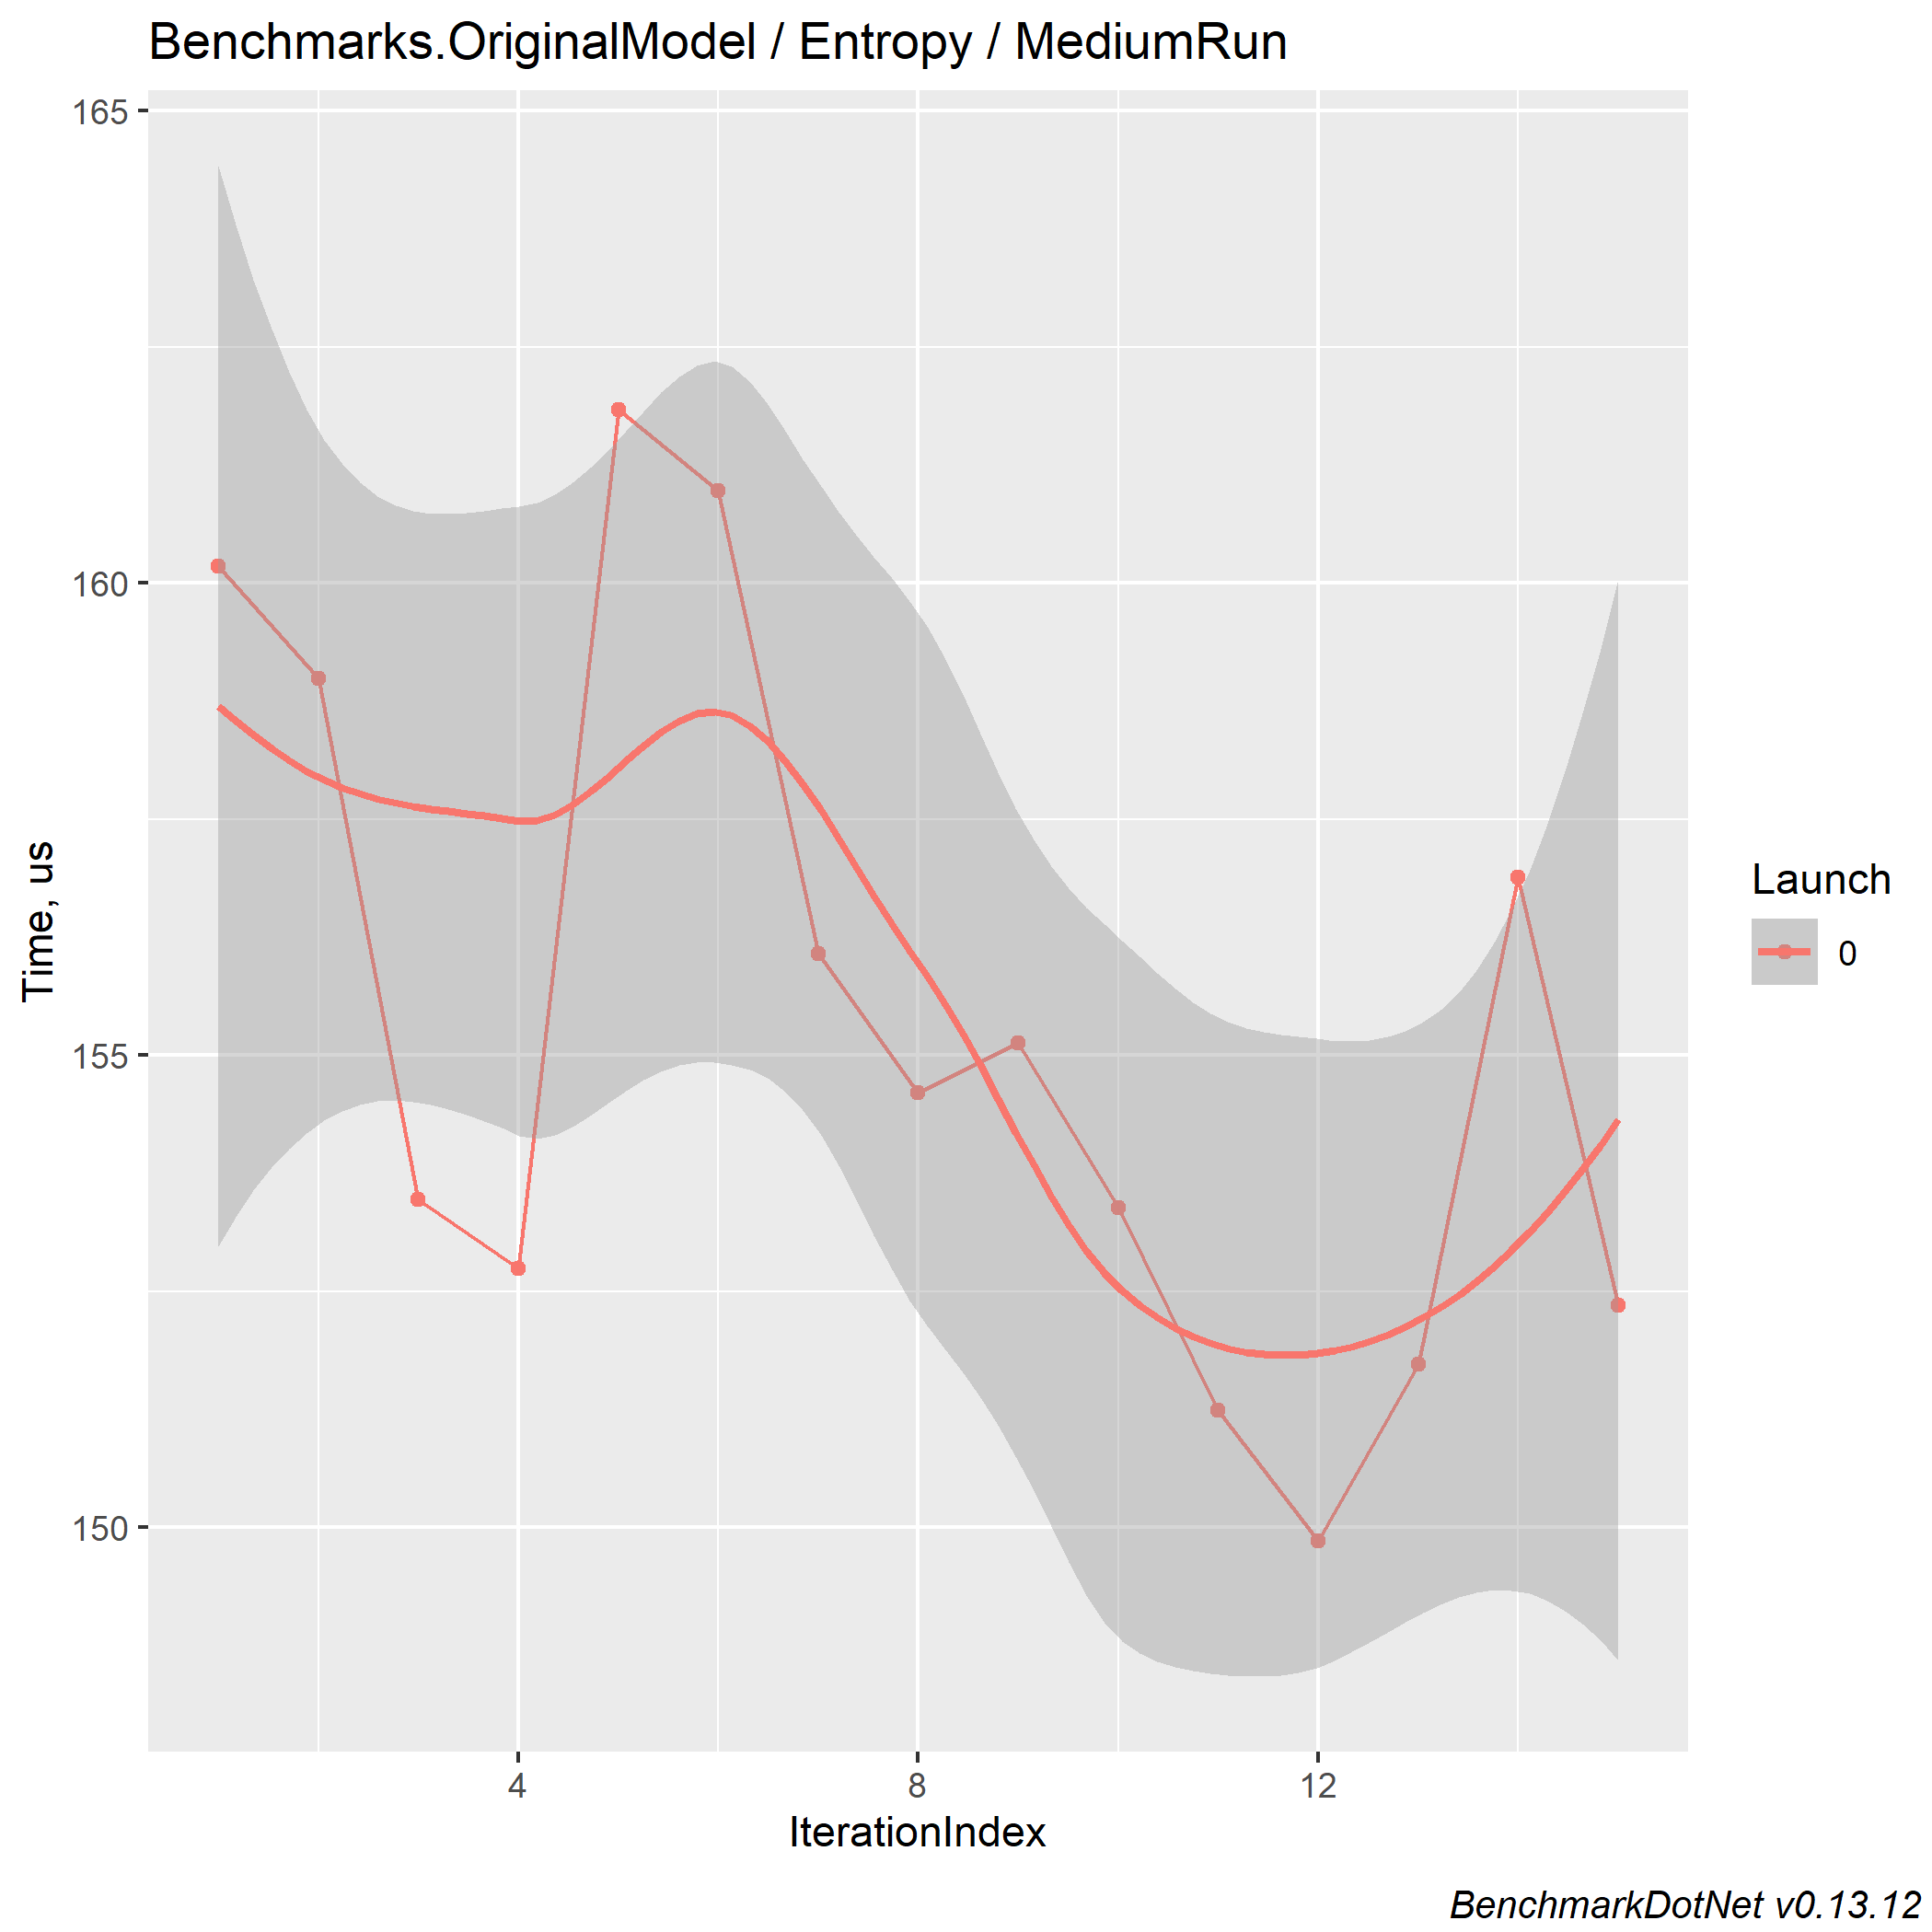 Benchmarks.OriginalModel / Entropy / MediumRun
165
160
155
150
Time, us
4 8 12
IterationIndex
Launch
0
BenchmarkDotNet v0.13.12